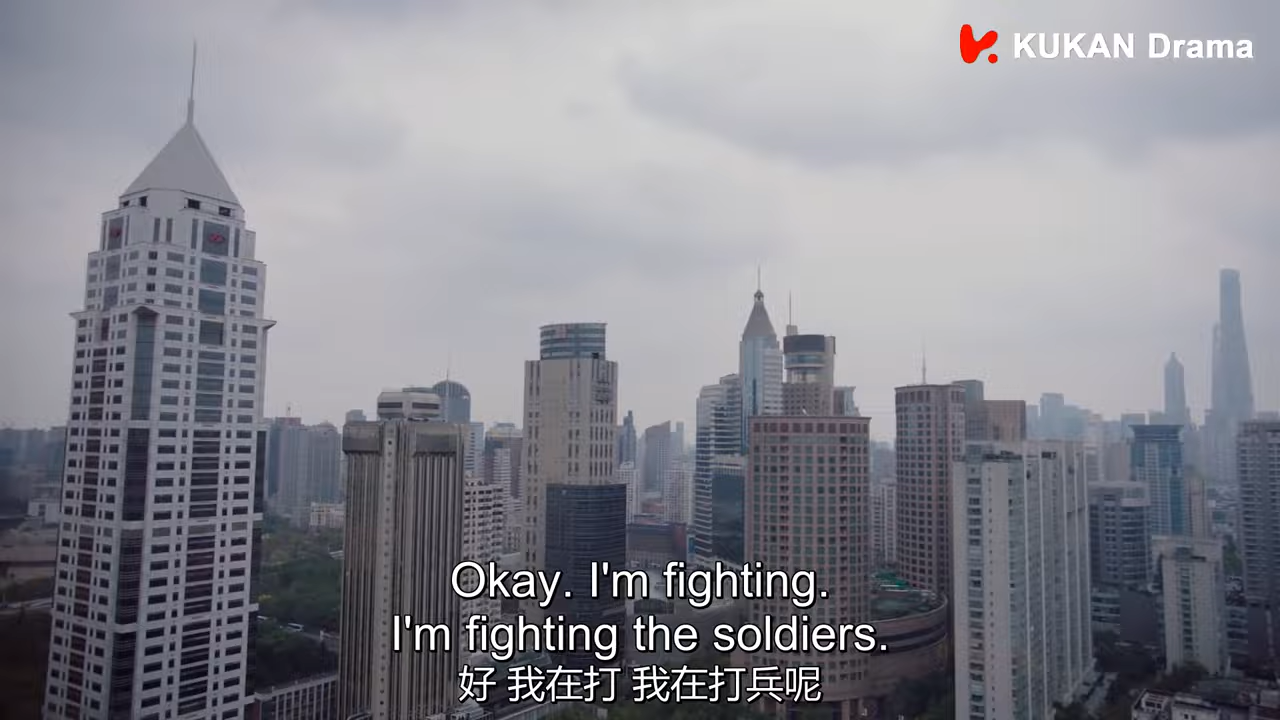 KUKAN Drama
Okay. I'm fighting.
I'm fighting the soldiers.
好 我在打 我在打兵呢